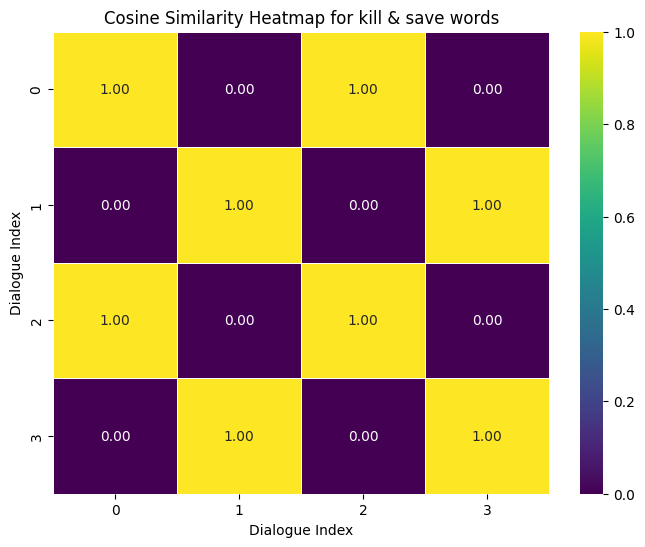 Cosine Similarity Heatmap for kill & save words
1.0
0 1.00 0.00 1.00 0.00
0.8
1 0.00 1.00 0.00 1.00
0.6
Dialogue Index
0.4
2 1.00 0.00 1.00 0.00
0.2
3 0.00 1.00 0.00 1.00
0.0
0 1 2 3
Dialogue Index